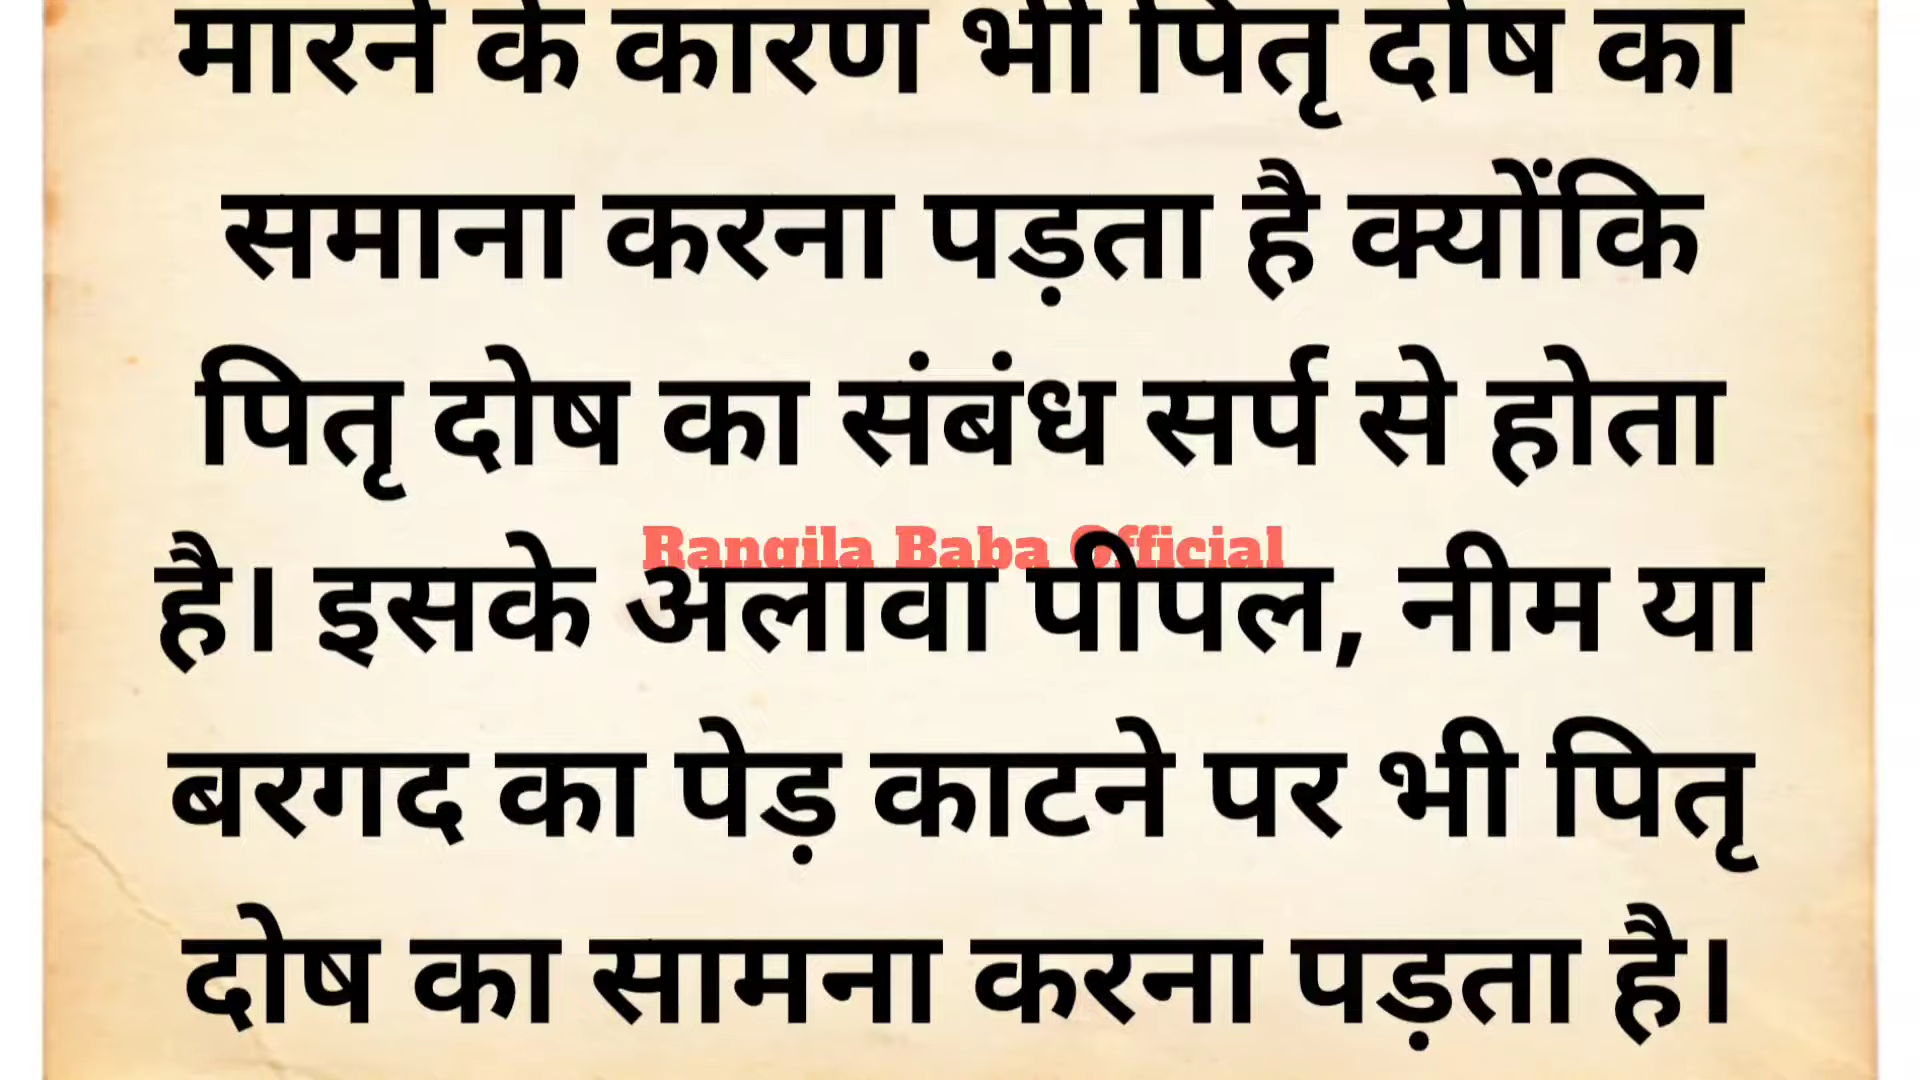 मारने के कारण भी पितृ दोष का
समाना करना पड़ता है क्योंकि
पितृ दोष का संबंध सर्प से होता
Rangila Baba Official
है। इसके अलावा पीपल, नीम या
बरगद का पेड़ काटने पर भी पितृ
दोष का सामना करना पड़ता है।